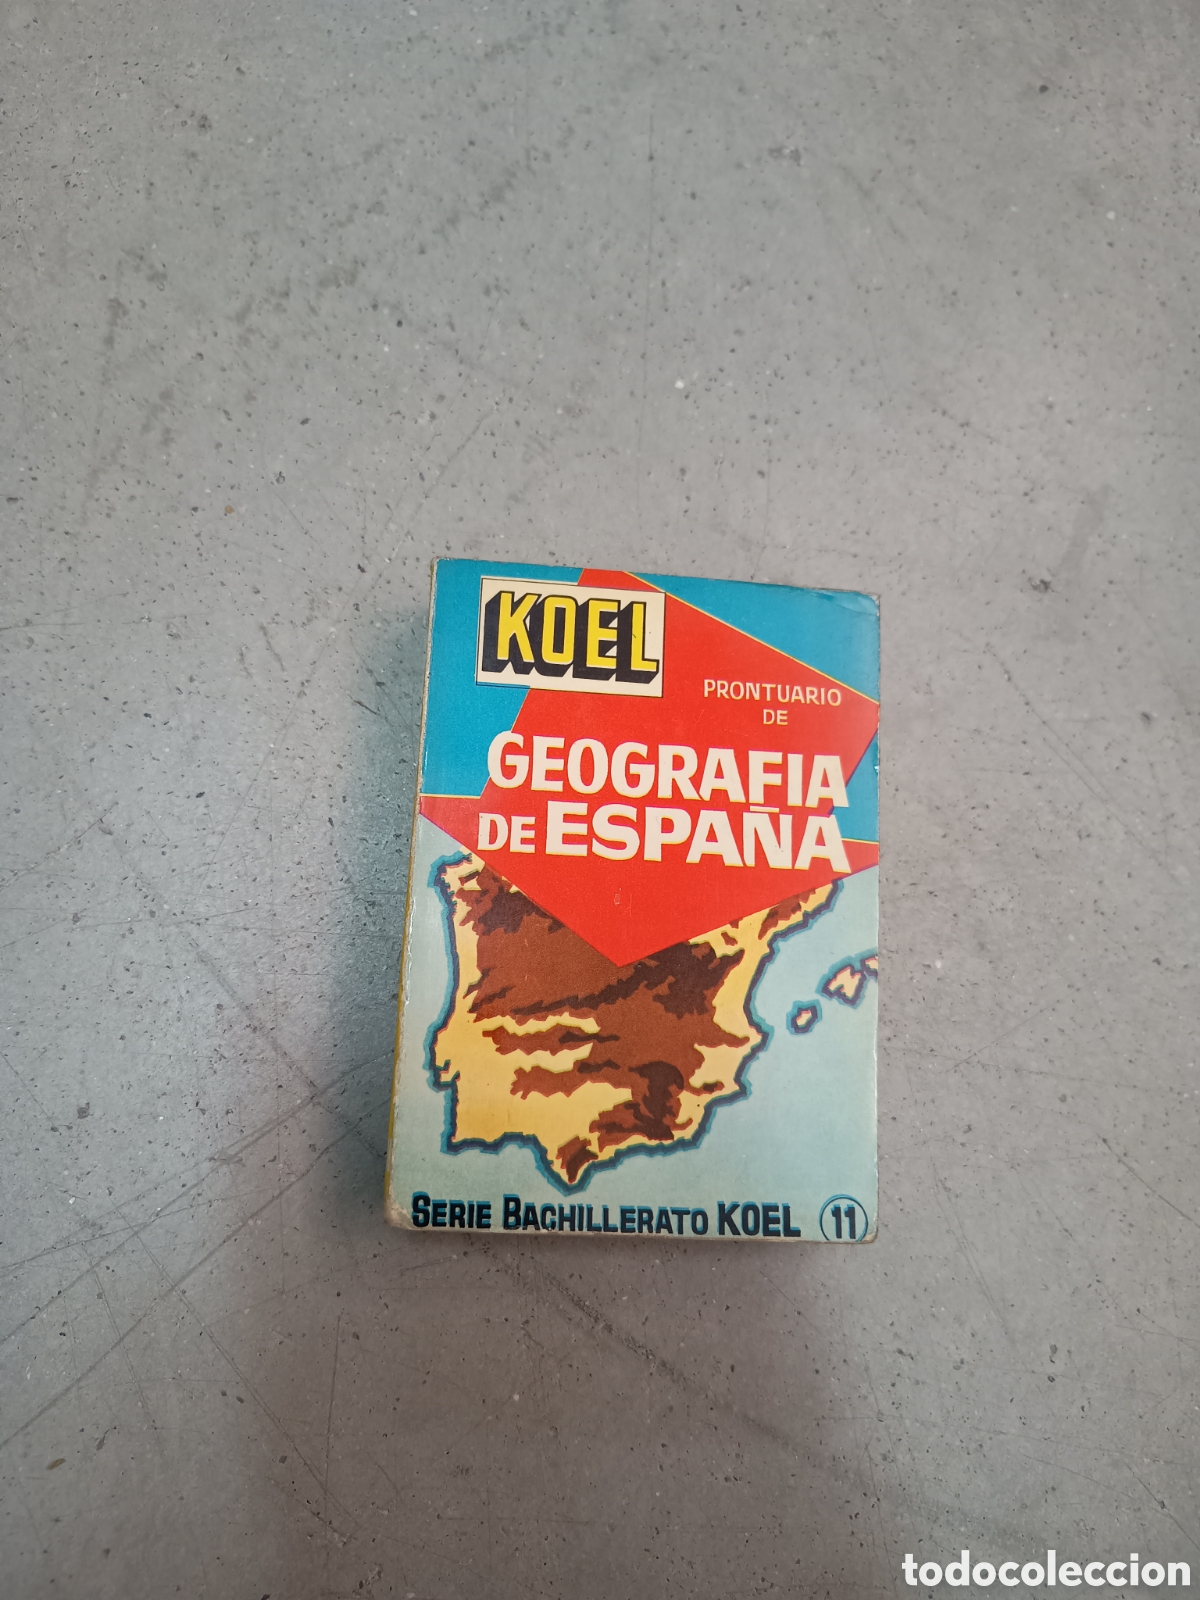 KOEL
PRONTUARIO
DE
GEOGRAFIA
DE ESPAÑA
SERIE BACHILLERATO KOEL 11
todocoleccion